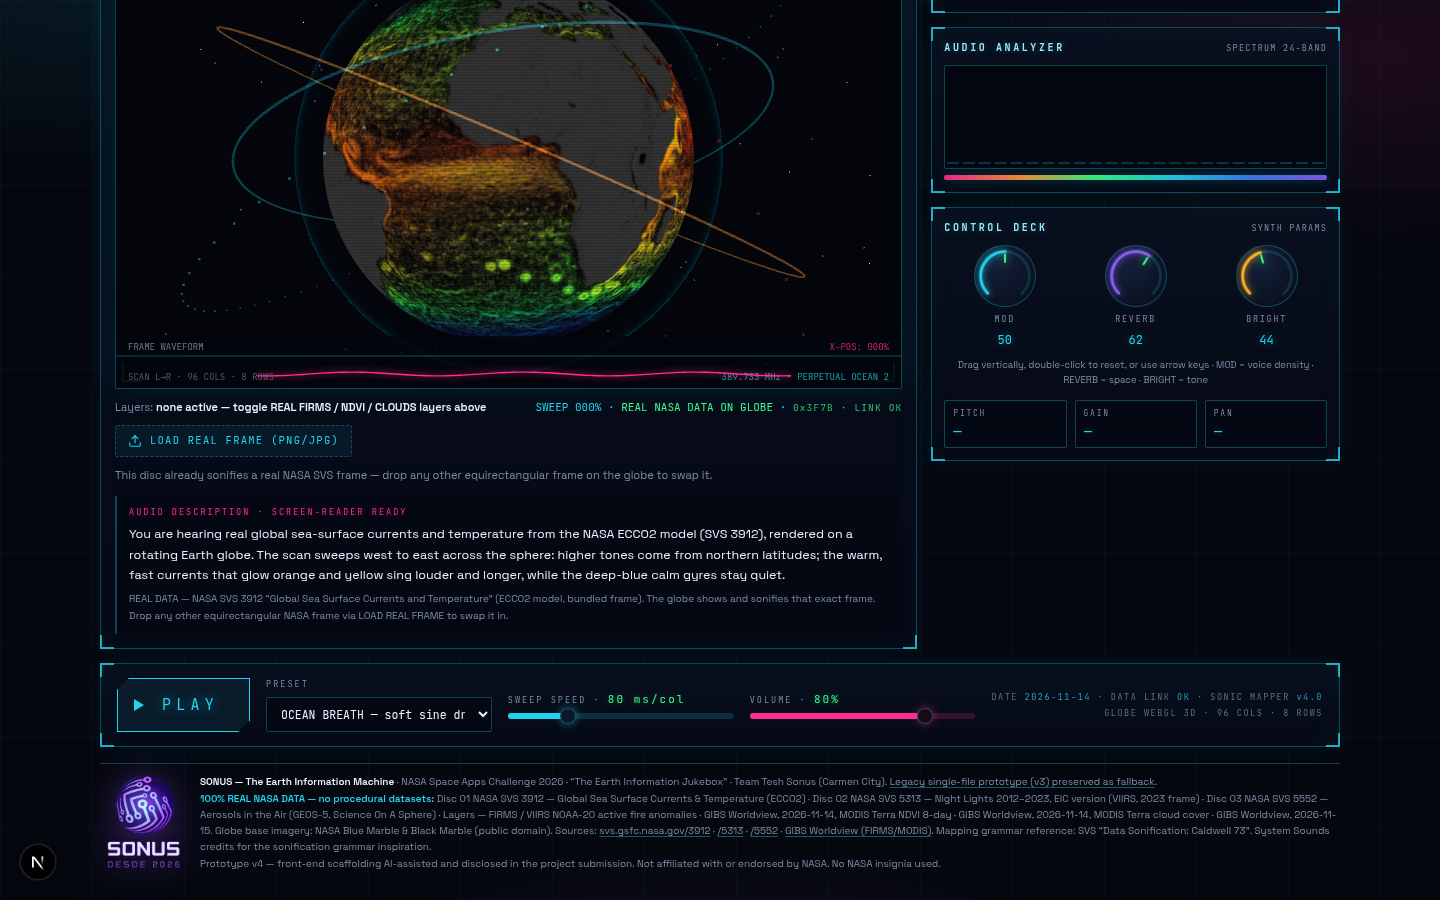 AUDIO ANALYZER
SPECTRUM 24-BAND
CONTROL DECK
SYNTH PARAMS
MOD
REVERB
BRIGHT
50
62
44
Drag vertically, double-click to reset, or use arrow keys · MOD = voice density ·
REVERB = space · BRIGHT = tone
PITCH
GAIN
PAN
—
—
—
FRAME WAVEFORM
X-POS: 000%
SCAN L→R · 96 COLS · 8 ROWS
389.753 MHz · PERPETUAL OCEAN 2
Layers: none active — toggle REAL FIRMS / NDVI / CLOUDS layers above
SWEEP 000% · REAL NASA DATA ON GLOBE · 0x3F7B · LINK OK
LOAD REAL FRAME (PNG/JPG)
This disc already sonifies a real NASA SVS frame — drop any other equirectangular frame on the globe to swap it.
AUDIO DESCRIPTION · SCREEN-READER READY
You are hearing real global sea-surface currents and temperature from the NASA ECCO2 model (SVS 3912), rendered on a
rotating Earth globe. The scan sweeps west to east across the sphere: higher tones come from northern latitudes; the warm,
fast currents that glow orange and yellow sing louder and longer, while the deep-blue calm gyres stay quiet.
REAL DATA — NASA SVS 3912 "Global Sea Surface Currents and Temperature" (ECCO2 model, bundled frame). The globe shows and sonifies that exact frame.
Drop any other equirectangular NASA frame via LOAD REAL FRAME to swap it in.
PLAY
PRESET
OCEAN BREATH — soft sine dr
SWEEP SPEED · 80 ms/col
VOLUME · 80%
DATE 2026-11-14 · DATA LINK OK · SONIC MAPPER v4.0
GLOBE WEBGL 3D · 96 COLS · 8 ROWS
SONUS
DESDE 2026
SONUS — The Earth Information Machine · NASA Space Apps Challenge 2026 · "The Earth Information Jukebox" · Team Tesh Sonus (Carmen City). Legacy single-file prototype (v3) preserved as fallback.
100% REAL NASA DATA — no procedural datasets: Disc 01 NASA SVS 3912 — Global Sea Surface Currents & Temperature (ECCO2) · Disc 02 NASA SVS 5313 — Night Lights 2012–2023, EIC version (VIIRS, 2023 frame) · Disc 03 NASA SVS 5552 —
Aerosols in the Air (GEOS-5, Science On A Sphere) · Layers — FIRMS / VIIRS NOAA-20 active fire anomalies · GIBS Worldview, 2026-11-14, MODIS Terra NDVI 8-day · GIBS Worldview, 2026-11-14, MODIS Terra cloud cover · GIBS Worldview, 2026-11-
15. Globe base imagery: NASA Blue Marble & Black Marble (public domain). Sources: svs.gsfc.nasa.gov/3912 · /5313 · /5552 · GIBS Worldview (FIRMS/MODIS). Mapping grammar reference: SVS "Data Sonification: Caldwell 73". System Sounds
credits for the sonification grammar inspiration.
Prototype v4 — front-end scaffolding AI-assisted and disclosed in the project submission. Not affiliated with or endorsed by NASA. No NASA insignia used.
N